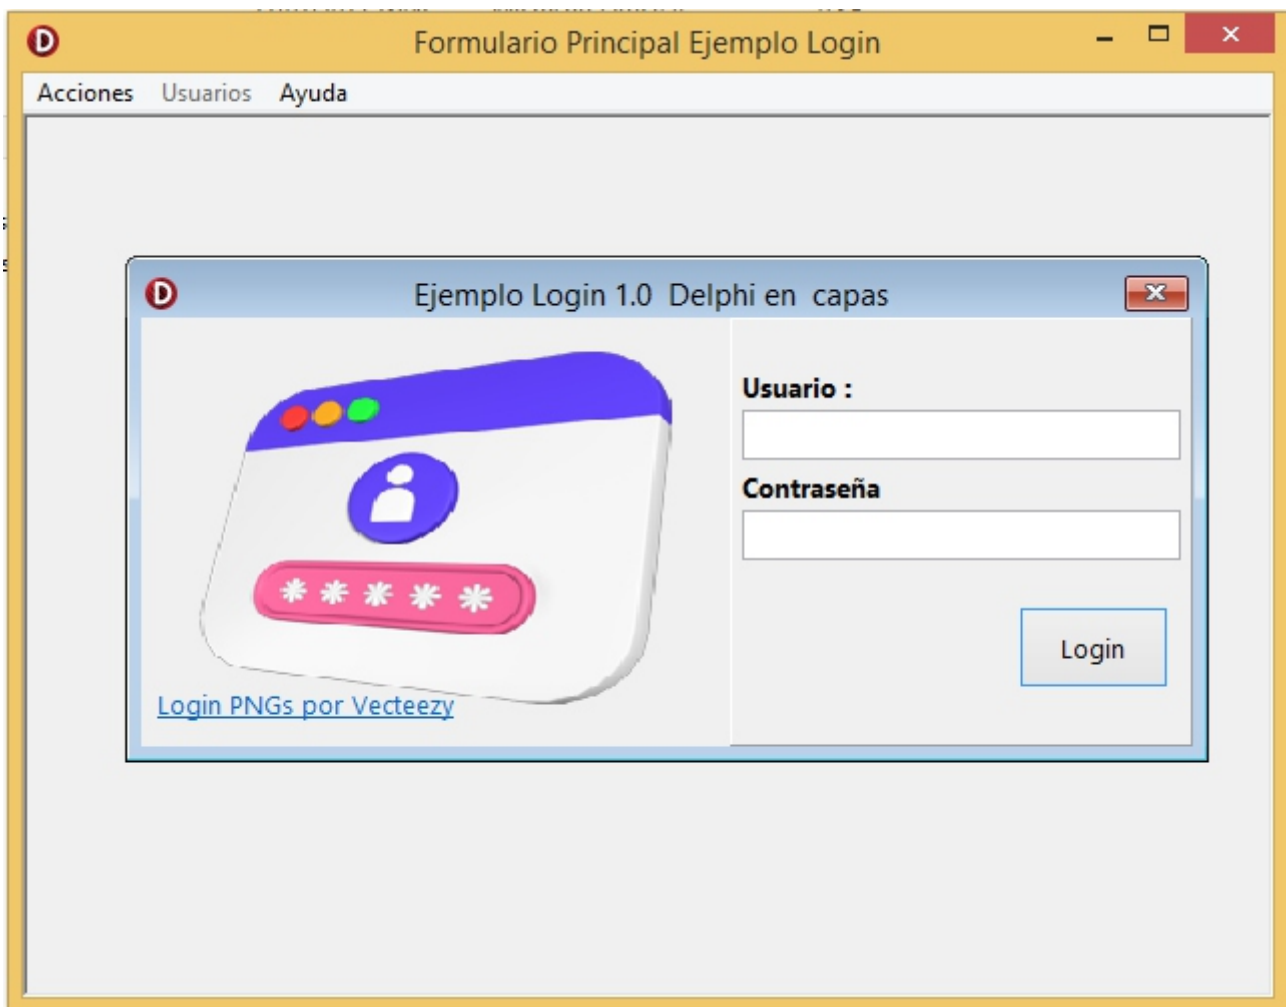 Formulario Principal Ejemplo Login
Acciones Usuarios Ayuda
Ejemplo Login 1.0 Delphi en capas
Usuario :
Contraseña
Login
Login PNGs por Vecteezy